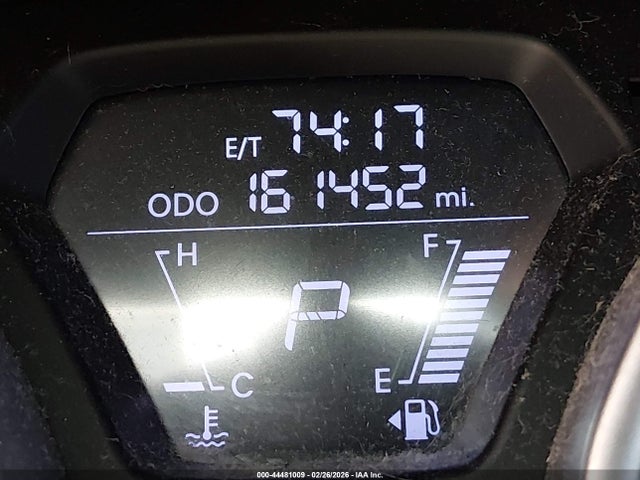 E/T 74:17
ODO 161452 mi.
H F
P
C E
000-44481009 - 02/26/2026 - IAA Inc.